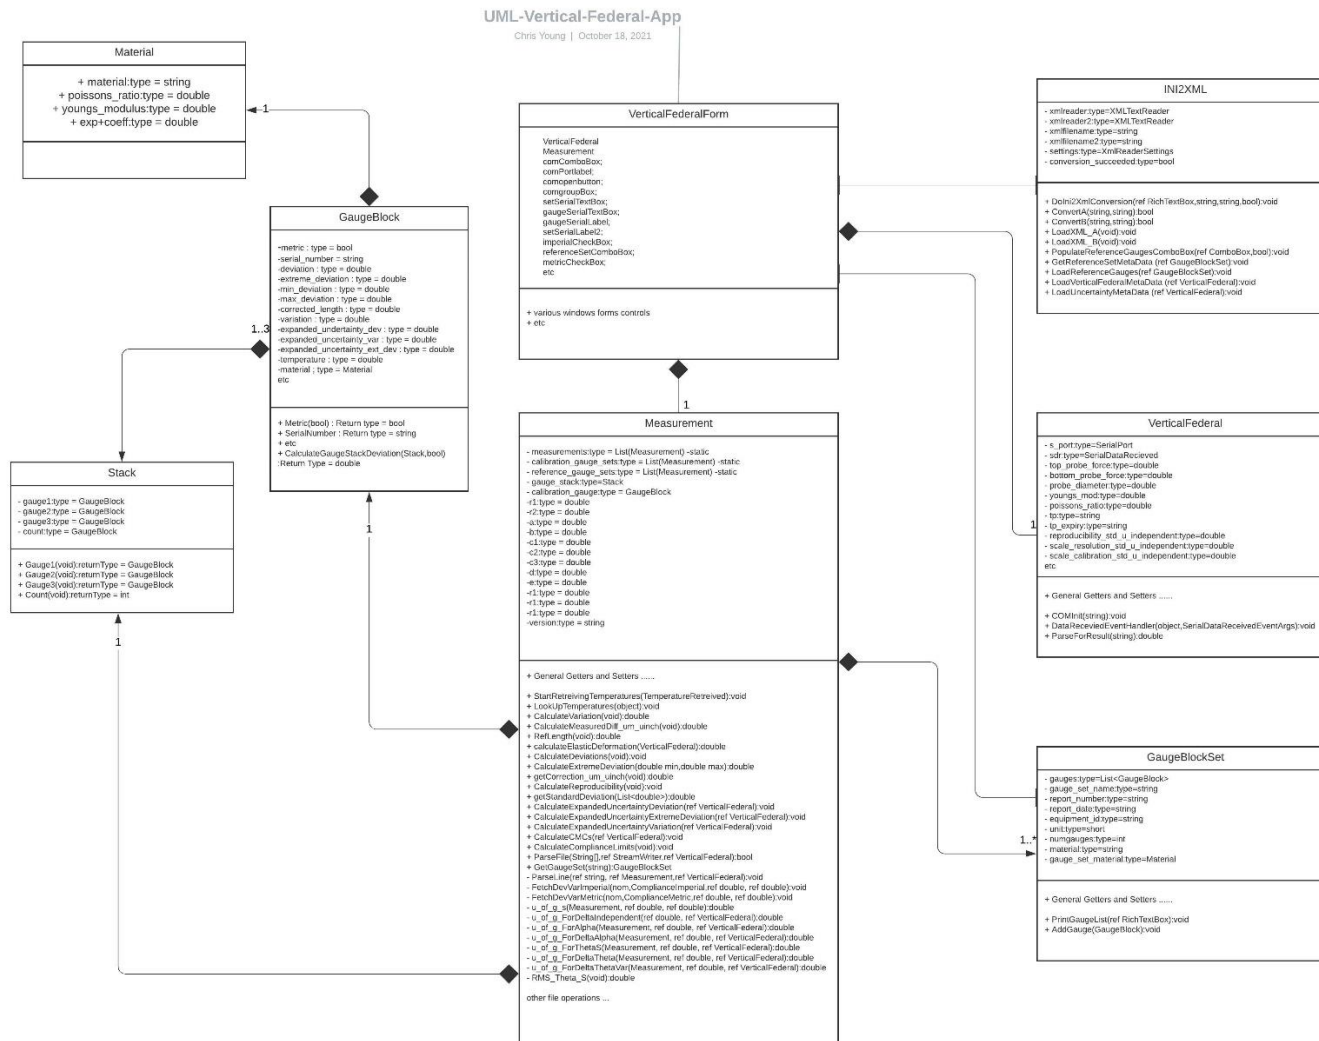 UML-Vertical-Federal-App
Chris Young | October 18, 2021
Material
+ material:type = string
+ poissons_ratio:type = double
+ youngs_modulus:type = double
+ exp+coeff:type = double
1
GaugeBlock
-metric : type = bool
-serial_number = string
-deviation : type = double
-extreme_deviation : type = double
-min_deviation : type = double
-max_deviation : type = double
-corrected_length : type = double
-variation : type = double
-expanded_undertainty_dev : type = double
-expanded_uncertainty_var : type = double
-expanded_uncertainty_ext_dev : type = double
-temperature : type = double
-material ; type = Material
etc
+ Metric(bool) : Return type = bool
+ SerialNumber : Return type = string
+ etc
+ CalculateGaugeStackDeviation(Stack,bool)
:Return Type = double
1..3
Stack
- gauge1:type = GaugeBlock
- gauge2:type = GaugeBlock
- gauge3:type = GaugeBlock
- count:type = GaugeBlock
+ Gauge1(void):returnType = GaugeBlock
+ Gauge2(void):returnType = GaugeBlock
+ Gauge3(void):returnType = GaugeBlock
+ Count(void):returnType = int
1
1
VerticalFederalForm
VerticalFederal
Measurement
comComboBox;
comPortlabel;
comopenbutton;
comgroupBox;
setSerialTextBox;
gaugeSerialTextBox;
gaugeSerialLabel;
setSerialLabel2;
imperialCheckBox;
referenceSetComboBox;
metricCheckBox;
etc
+ various windows forms controls
+ etc
1
Measurement
- measurements:type = List(Measurement) -static
- calibration_gauge_sets:type = List(Measurement) -static
- reference_gauge_sets:type = List(Measurement) -static
- gauge_stack:type=Stack
- calibration_gauge:type = GaugeBlock
-r1:type = double
-r2:type = double
-a:type = double
-b:type = double
-c1:type = double
-c2:type = double
-c3:type = double
-d:type = double
-e:type = double
-r1:type = double
-r1:type = double
-r1:type = double
-version:type = string
+ General Getters and Setters ......
+ StartRetreivingTemperatures(TemperatureRetreived):void
+ LookUpTemperatures(object):void
+ CalculateVariation(void):double
+ CalculateMeasuredDiff_um_uinch(void):double
+ RefLength(void):double
+ calculateElasticDeformation(VerticalFederal):double
+ CalculateDeviations(void):void
+ CalculateExtremeDeviation(double min,double max):double
+ getCorrection_um_uinch(void):double
+ CalculateReproducibility(void):void
+ getStandardDeviation(List<double>):double
+ CalculateExpandedUncertaintyDeviation(ref VerticalFederal):void
+ CalculateExpandedUncertaintyExtremeDeviation(ref VerticalFederal):void
+ CalculateExpandedUncertaintyVariation(ref VerticalFederal):void
+ CalculateCMCs(ref VerticalFederal):void
+ CalculateComplianceLimits(void):void
+ ParseFile(String[],ref StreamWriter,ref VerticalFederal):bool
+ GetGaugeSet(string):GaugeBlockSet
- ParseLine(ref string, ref Measurement,ref VerticalFederal):void
- FetchDevVarImperial(nom,ComplianceImperial,ref double, ref double):void
- FetchDevVarMetric(nom,ComplianceMetric,ref double, ref double):void
- u_of_g_s(Measurement, ref double, ref double):double
- u_of_g_ForDeltaIndependent(ref double, ref VerticalFederal):double
- u_of_g_ForAlpha(Measurement, ref double, ref VerticalFederal):double
- u_of_g_ForDeltaAlpha(Measurement, ref double, ref VerticalFederal):double
- u_of_g_ForThetaS(Measurement, ref double, ref VerticalFederal):double
- u_of_g_ForDeltaTheta(Measurement, ref double, ref VerticalFederal):double
- u_of_g_ForDeltaThetaVar(Measurement, ref double, ref VerticalFederal):double
- RMS_Theta_S(void):double
other file operations ...
INI2XML
- xmlreader:type=XMLTextReader
- xmlreader2:type=XMLTextReader
- xmlfilename:type=string
- xmlfilename2:type=string
- settings:type=XmlReaderSettings
- conversion_succeeded:type=bool
+ DoIni2XmlConversion(ref RichTextBox,string,string,bool):void
+ ConvertA(string,string):bool
+ ConvertB(string,string):bool
+ LoadXML_A(void):void
+ LoadXML_B(void):void
+ PopulateReferenceGaugesComboBox(ref ComboBox,bool):void
+ GetReferenceSetMetaData (ref GaugeBlockSet):void
+ LoadReferenceGauges(ref GaugeBlockSet):void
+ LoadVerticalFederalMetaData (ref VerticalFederal):void
+ LoadUncertaintyMetaData (ref VerticalFederal):void
VerticalFederal
- s_port:type=SerialPort
- sdr:type=SerialDataRecieved
- top_probe_force:type=double
- bottom_probe_force:type=double
- probe_diameter:type=double
- youngs_mod:type=double
- poissons_ratio:type=double
- tp:type=string
- tp_expiry:type=string
- reproducibility_std_u_independent:type=double
- scale_resolution_std_u_independent:type=double
- scale_calibration_std_u_independent:type=double
etc
+ General Getters and Setters ......
+ COMInit(string):void
+ DataReceviedEventHandler(object,SerialDataReceivedEventArgs):void
+ ParseForResult(string):double
1
GaugeBlockSet
- gauges:type=List<GaugeBlock>
- gauge_set_name:type=string
- report_number:type=string
- report_date:type=string
- equipment_id:type=string
- unit:type=short
- numgauges:type=int
- material:type=string
- gauge_set_material:type=Material
+ General Getters and Setters ......
+ PrintGaugeList(ref RichTextBox):void
+ AddGauge(GaugeBlock):void
1..*